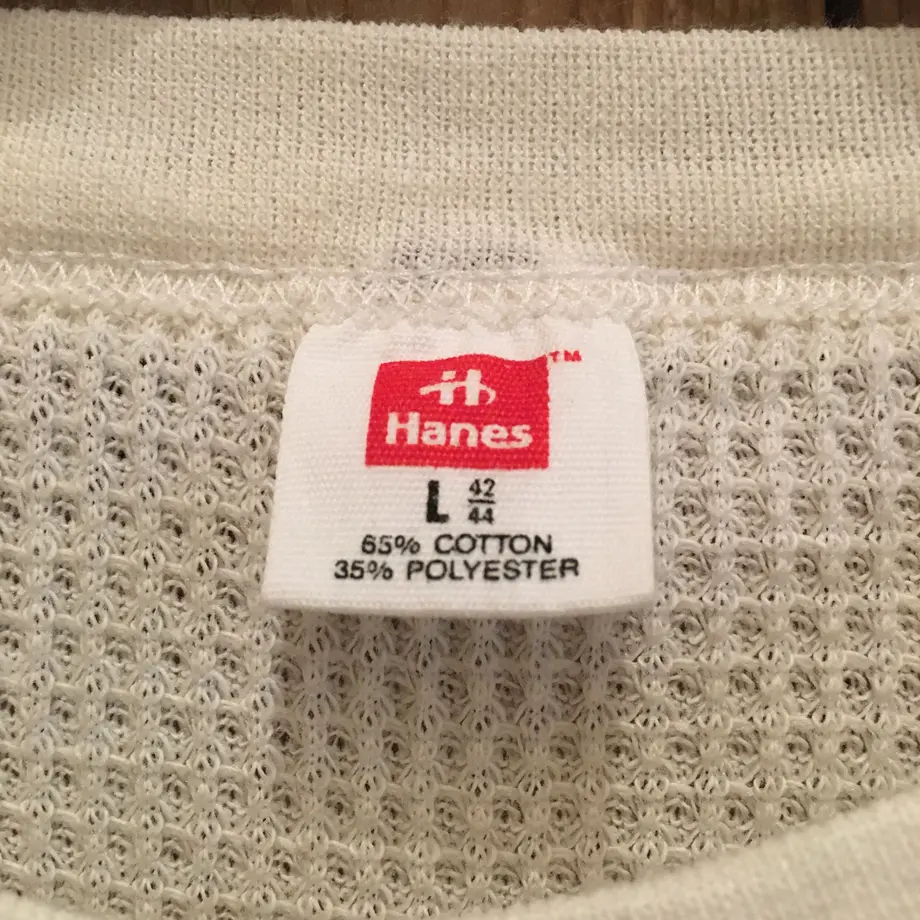 TM
Hanes
L 42/44
65% COTTON
35% POLYESTER